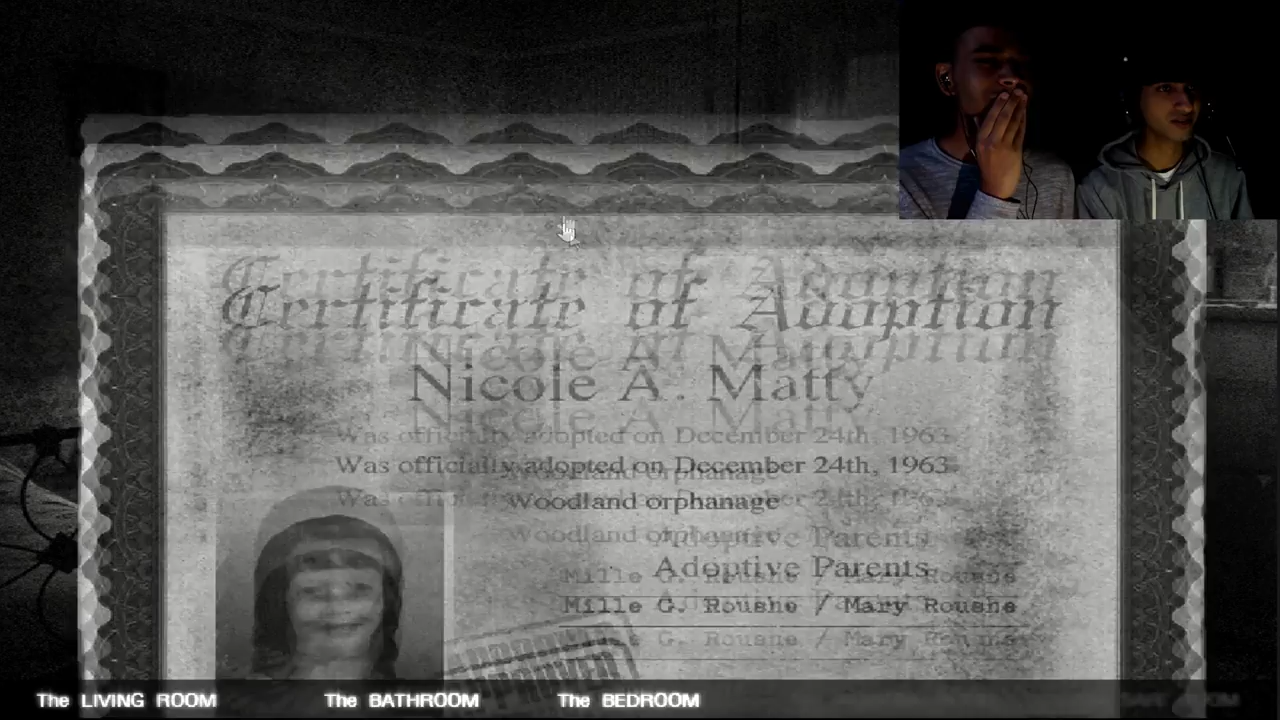 Certificate of Adoption
Nicole A. Matty
Was officially adopted on December 24th, 1963
Woodland orphanage
Adoptive Parents
Mille G. Roushe / Mary Roushe
APPROVED
The LIVING ROOM The BATHROOM The BEDROOM